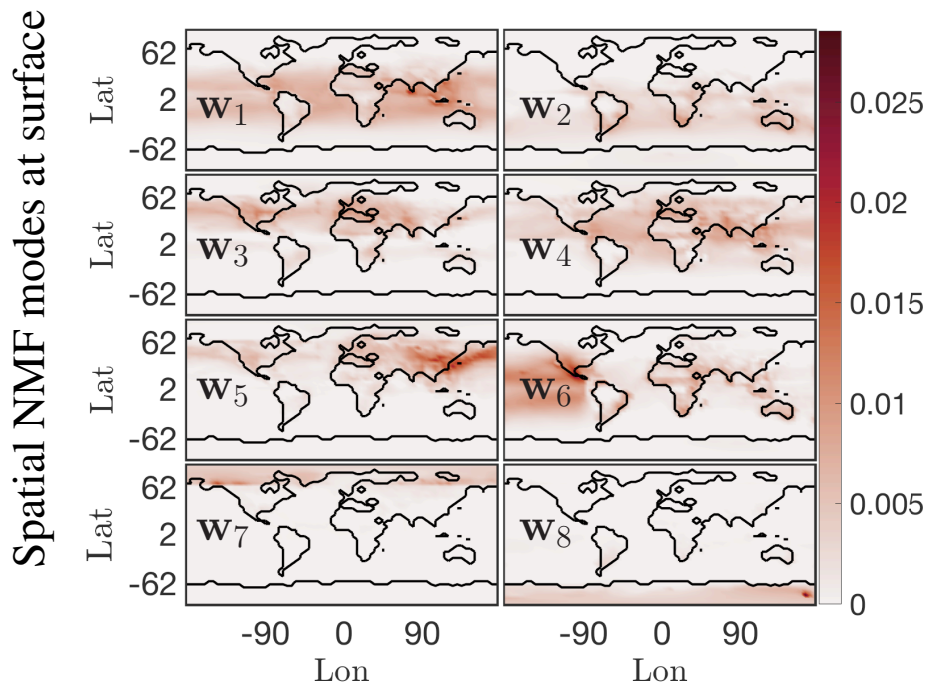 Spatial NMF modes at surface
Lat
62
2
-62
w1
w2
Lat
62
2
-62
w3
w4
Lat
62
2
-62
w5
w6
Lat
62
2
-62
w7
w8
-90 0 90
-90 0 90
Lon
Lon
0.025
0.02
0.015
0.01
0.005
0